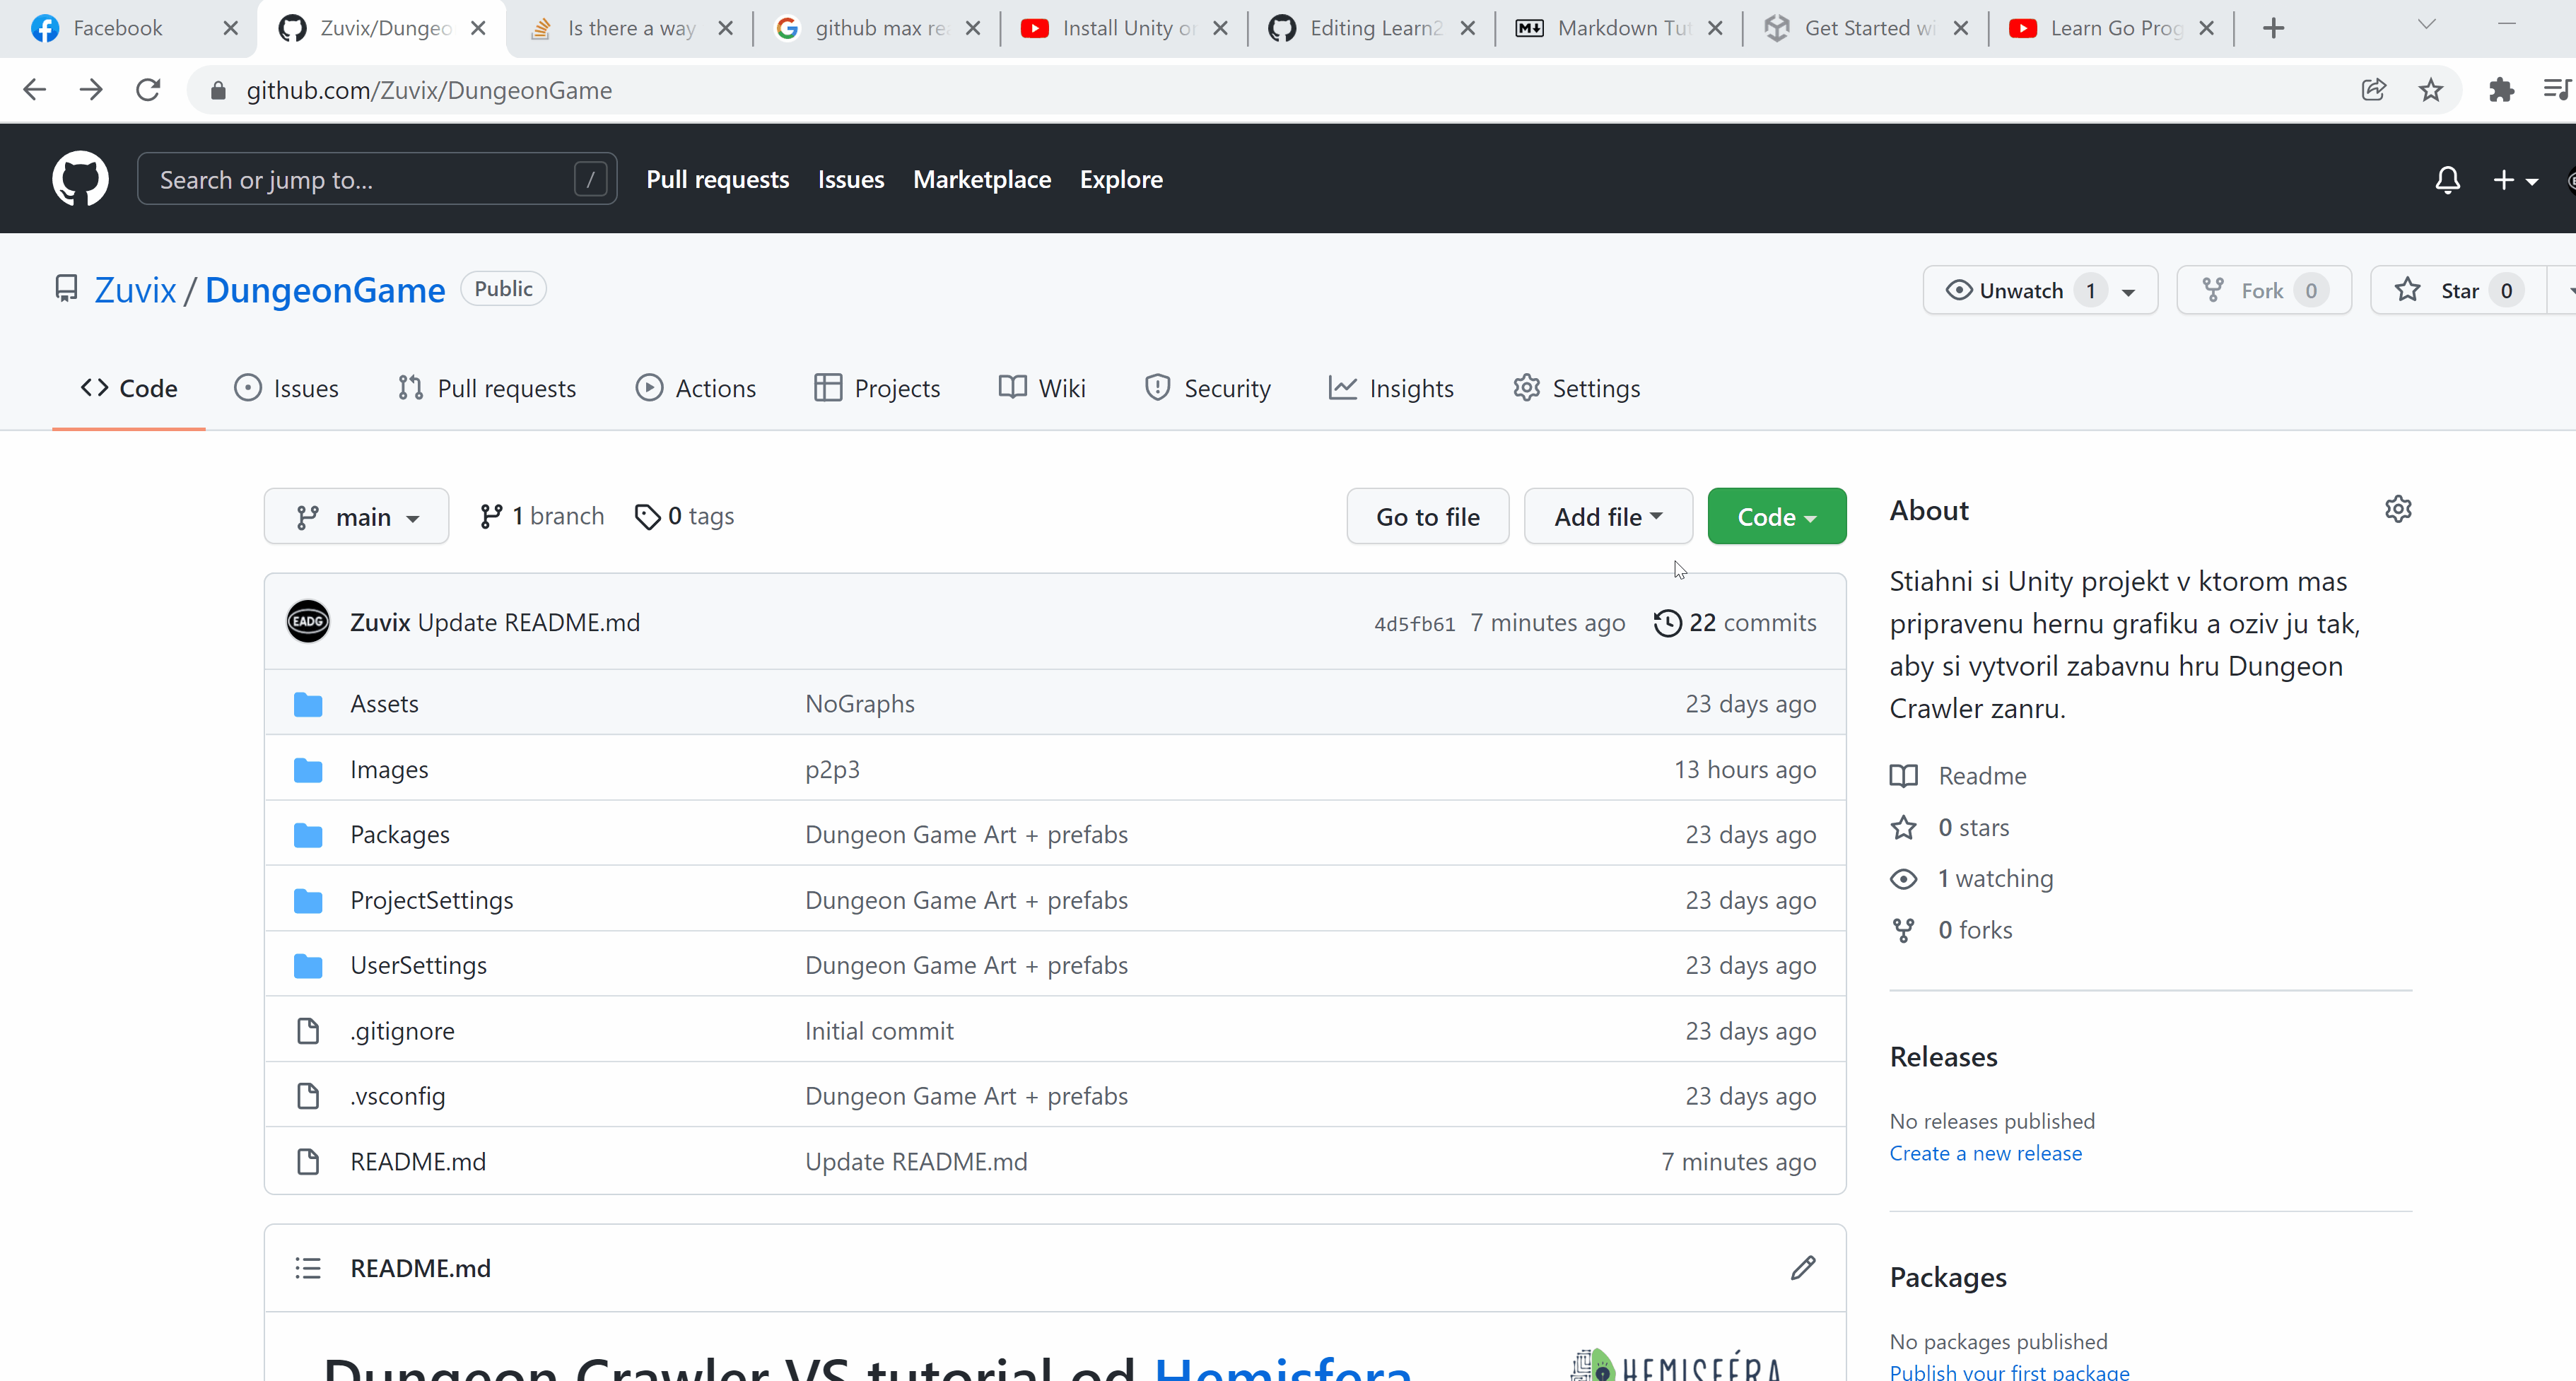 Facebook
Zuvix/Dungeo
Is there a way
github max re
Install Unity or
Editing Learn2
Markdown Tut
Get Started wi
Learn Go Prog
github.com/Zuvix/DungeonGame
Search or jump to...
/
Pull requests
Issues
Marketplace
Explore
Zuvix / DungeonGame
Public
Unwatch 1
Fork 0
Star 0
Code
Issues
Pull requests
Actions
Projects
Wiki
Security
Insights
Settings
main
1 branch
0 tags
Go to file
Add file
Code
EADG
Zuvix Update README.md
4d5fb61 7 minutes ago
22 commits
Assets NoGraphs 23 days ago
Images p2p3 13 hours ago
Packages Dungeon Game Art + prefabs 23 days ago
ProjectSettings Dungeon Game Art + prefabs 23 days ago
UserSettings Dungeon Game Art + prefabs 23 days ago
.gitignore Initial commit 23 days ago
.vsconfig Dungeon Game Art + prefabs 23 days ago
README.md Update README.md 7 minutes ago
README.md
Dungeon Crawler VS tutorial od Hemisfera
HEMISFÉRA
About
Stiahni si Unity projekt v ktorom mas
pripravenu hernu grafiku a oziv ju tak,
aby si vytvoril zabavnu hru Dungeon
Crawler zanru.
Readme
0 stars
1 watching
0 forks
Releases
No releases published
Create a new release
Packages
No packages published
Publish your first package